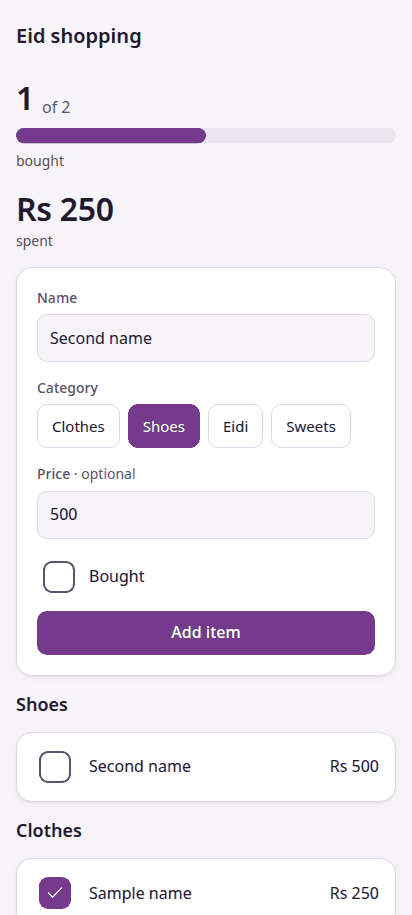 Eid shopping
1 of 2
bought
Rs 250
spent
Name
Second name
Category
Clothes Shoes Eidi Sweets
Price · optional
500
Bought
Add item
Shoes
Second name Rs 500
Clothes
Sample name Rs 250